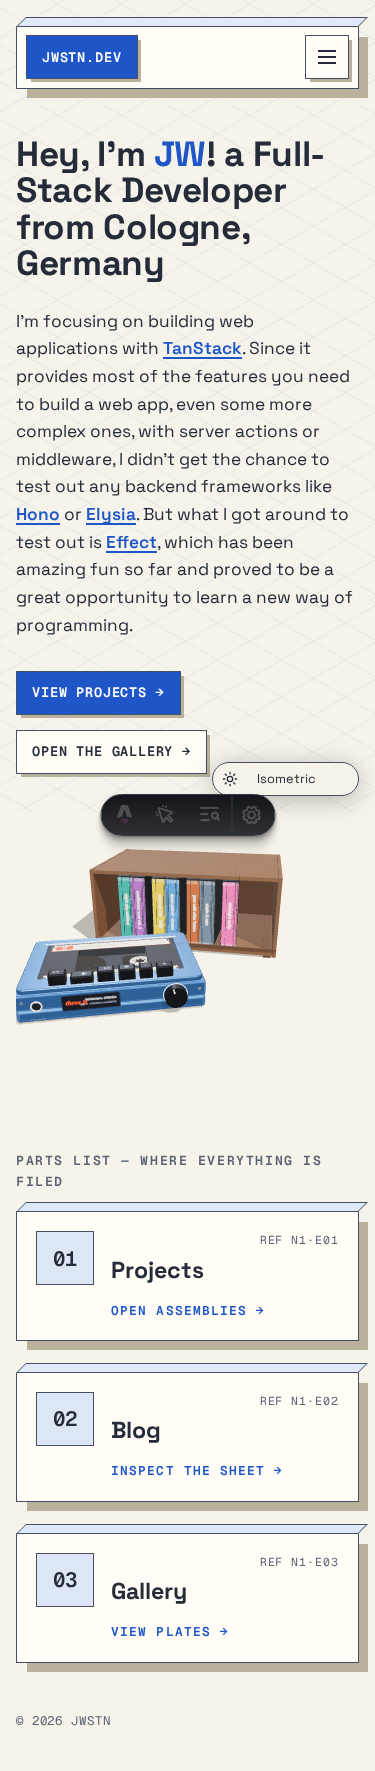 JWSTN.DEV
Hey, I'm JW! a Full-
Stack Developer
from Cologne,
Germany
I'm focusing on building web
applications with TanStack. Since it
provides most of the features you need
to build a web app, even some more
complex ones, with server actions or
middleware, I didn't get the chance to
test out any backend frameworks like
Hono or Elysia. But what I got around to
test out is Effect, which has been
amazing fun so far and proved to be a
great opportunity to learn a new way of
programming.
VIEW PROJECTS →
OPEN THE GALLERY →
Isometric
PARTS LIST — WHERE EVERYTHING IS
FILED
REF N1·E01
01
Projects
OPEN ASSEMBLIES →
REF N1·E02
02
Blog
INSPECT THE SHEET →
REF N1·E03
03
Gallery
VIEW PLATES →
© 2026 JWSTN